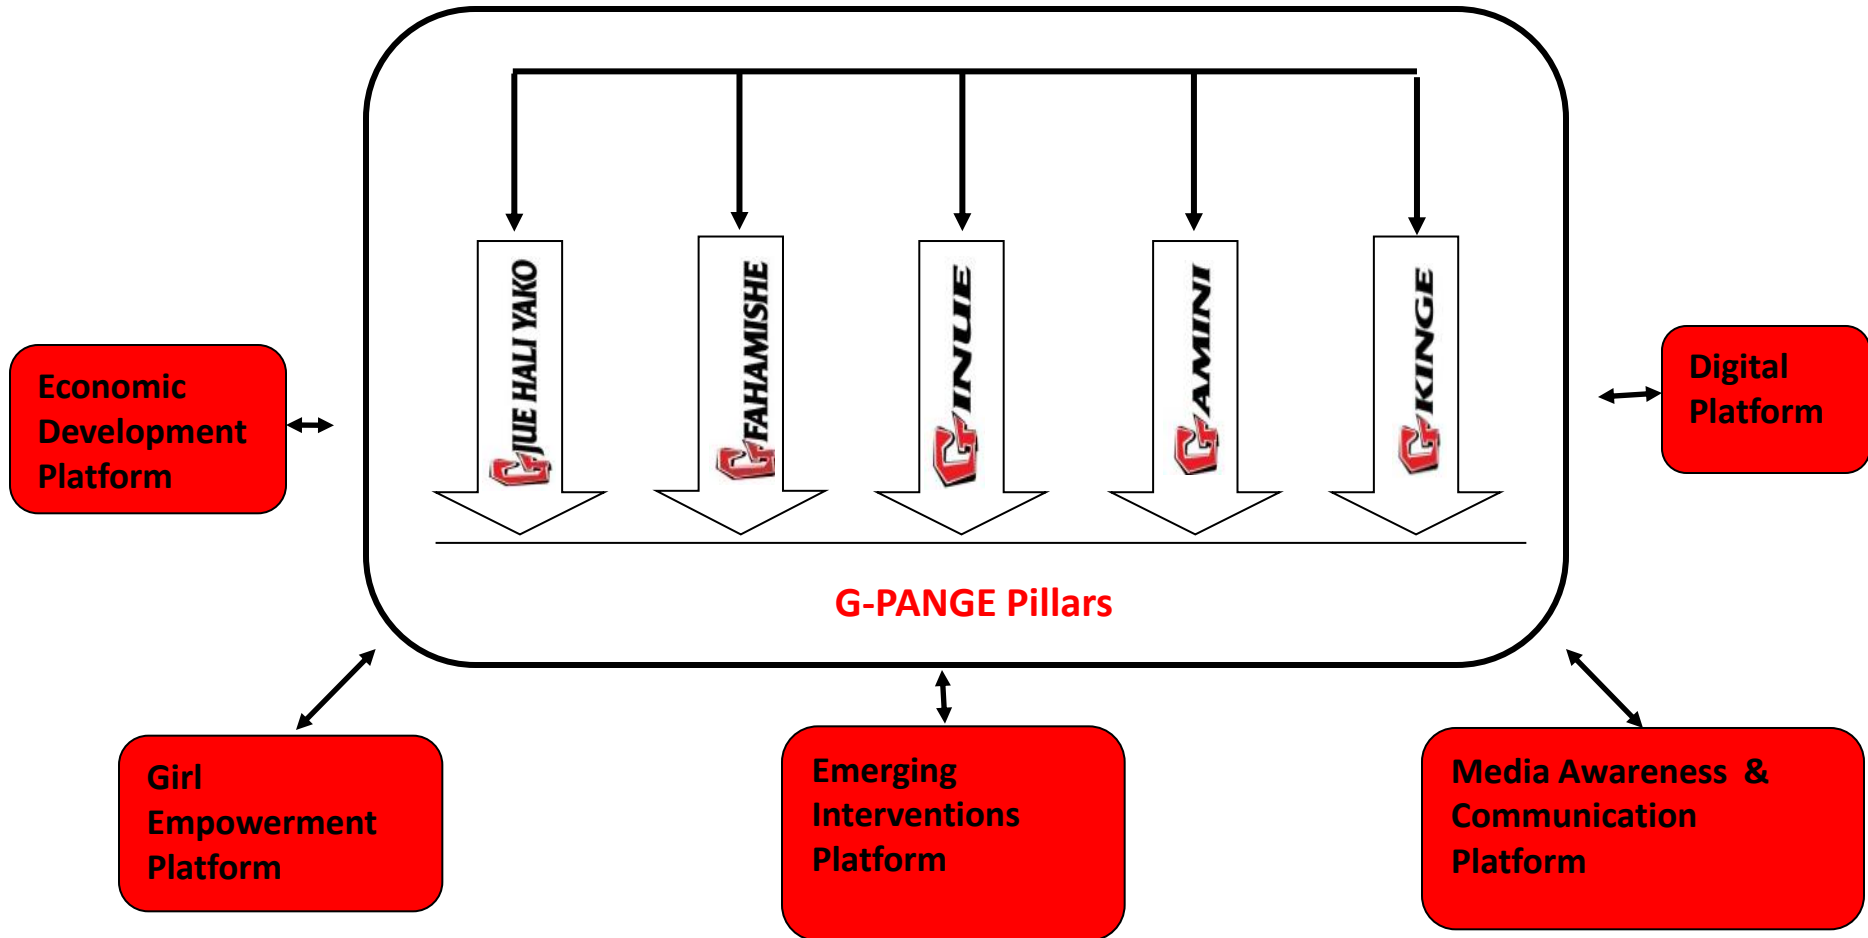 G JUE HALI YAKO
G FAHAMISHE
G INUE
G AMINI
G KINGE
G-PANGE Pillars
Economic
Development
Platform
Digital
Platform
Girl
Empowerment
Platform
Emerging
Interventions
Platform
Media Awareness &
Communication
Platform